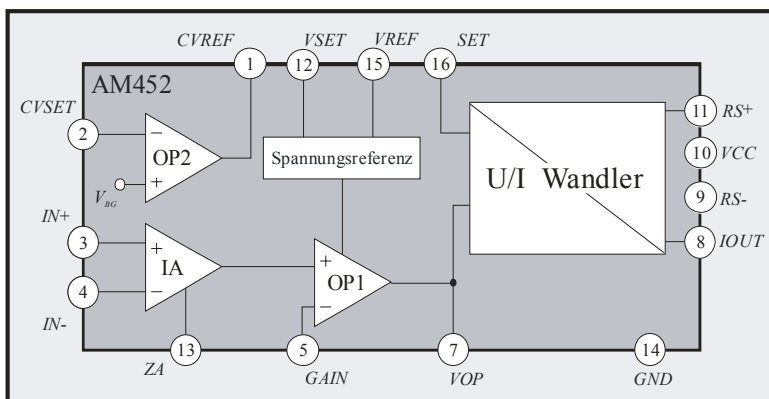 CVREF VSET VREF SET
1 12 15 16
AM452
CVSET
2
−
OP2
+
V_BG
Spannungsreferenz
U/I Wandler
11 RS+
10 VCC
9 RS-
8 IOUT
IN+
3
+
IA
−
4
IN-
+
OP1
−
13 5 7 14
ZA GAIN VOP GND